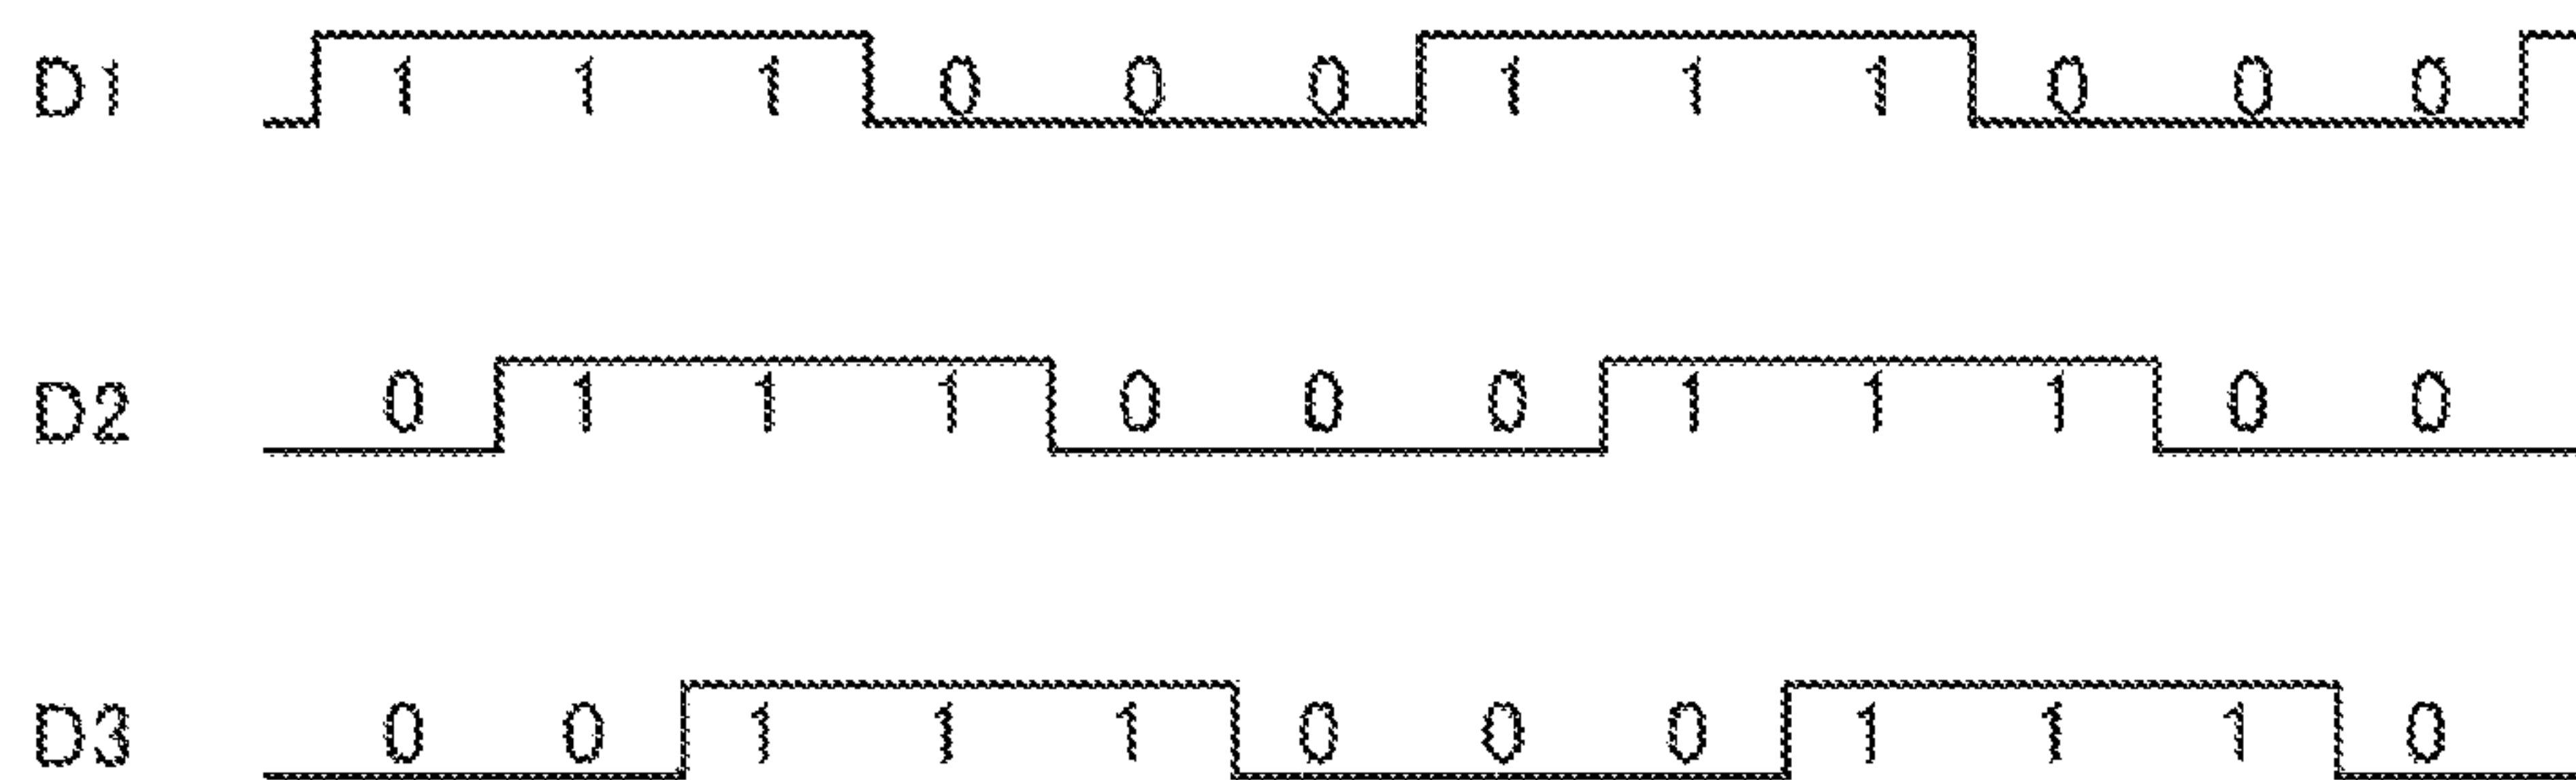 D1 1 1 1 0 0 0 1 1 1 0 0 0
D2 0 1 1 1 0 0 0 1 1 1 0 0
D3 0 0 1 1 1 0 0 0 1 1 1 0